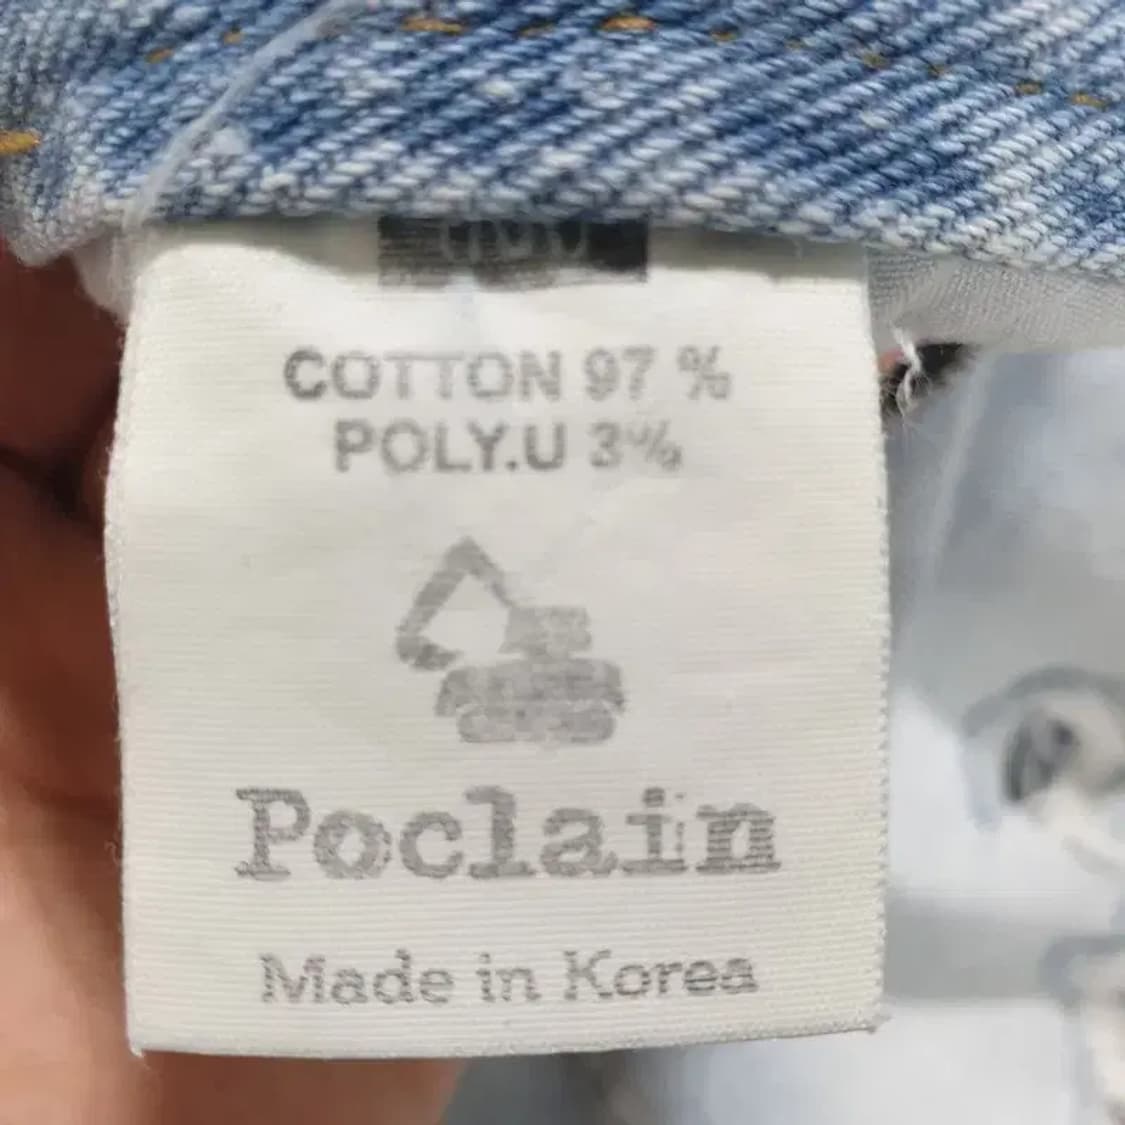 COTTON 97 %
POLY.U 3%
Poclain
Made in Korea